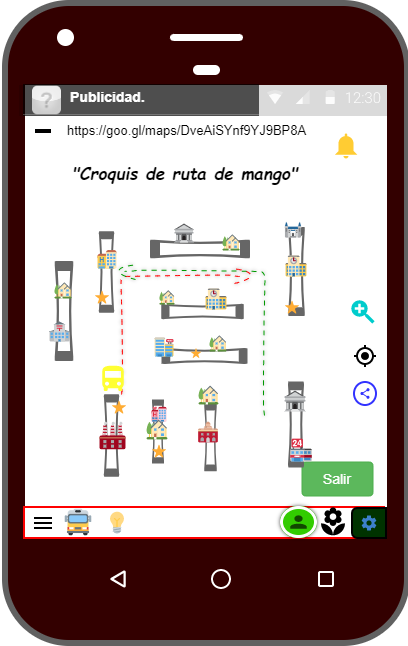 ?
Publicidad.
12:30
https://goo.gl/maps/DveAiSYnf9YJ9BP8A
"Croquis de ruta de mango"
H
24
Salir